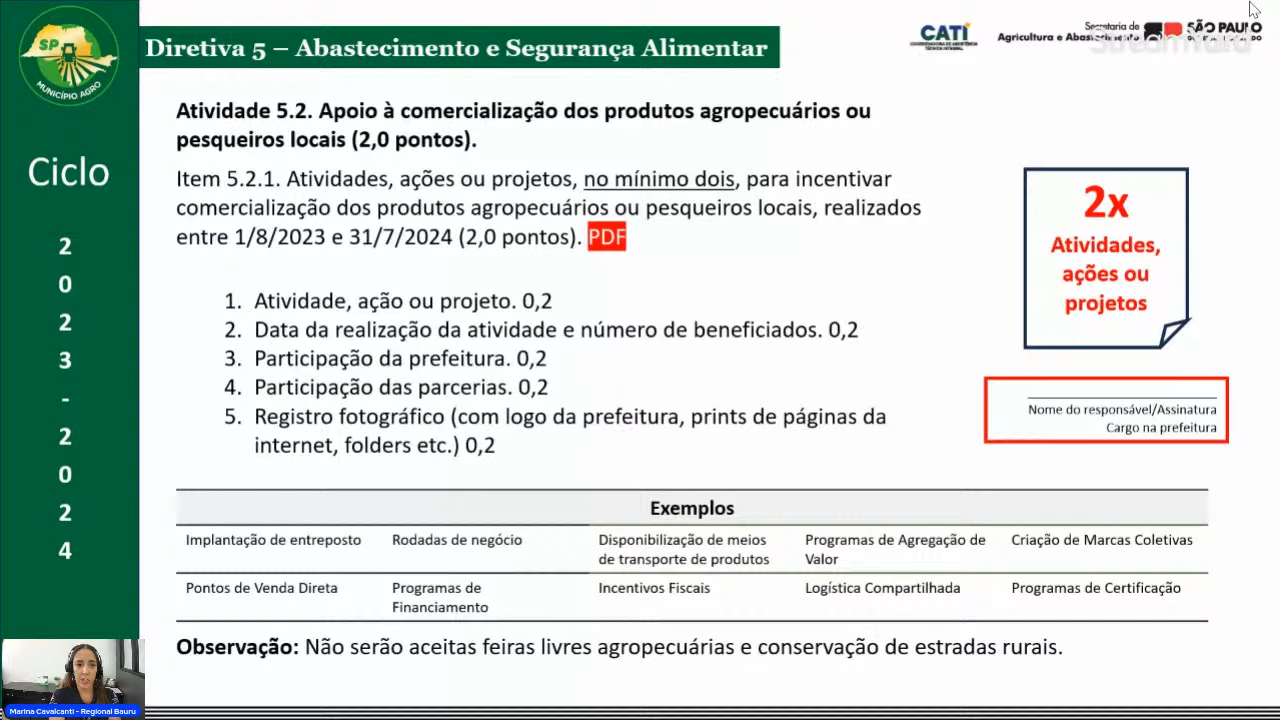 SP
MUNICÍPIO AGRO
Diretiva 5 – Abastecimento e Segurança Alimentar
CATI
COORDENADORIA DE ASSISTÊNCIA
TÉCNICA INTEGRAL
Secretaria de
Agricultura e Abastecimento
SÃO PAULO
Ciclo
2
0
2
3
-
2
0
2
4
Atividade 5.2. Apoio à comercialização dos produtos agropecuários ou
pesqueiros locais (2,0 pontos).
Item 5.2.1. Atividades, ações ou projetos, no mínimo dois, para incentivar
comercialização dos produtos agropecuários ou pesqueiros locais, realizados
entre 1/8/2023 e 31/7/2024 (2,0 pontos). PDF
1. Atividade, ação ou projeto. 0,2
2. Data da realização da atividade e número de beneficiados. 0,2
3. Participação da prefeitura. 0,2
4. Participação das parcerias. 0,2
5. Registro fotográfico (com logo da prefeitura, prints de páginas da
internet, folders etc.) 0,2
2x
Atividades,
ações ou
projetos
Nome do responsável/Assinatura
Cargo na prefeitura
Exemplos
Implantação de entreposto Rodadas de negócio Disponibilização de meios de transporte de produtos Programas de Agregação de Valor Criação de Marcas Coletivas
Pontos de Venda Direta Programas de Financiamento Incentivos Fiscais Logística Compartilhada Programas de Certificação
Observação: Não serão aceitas feiras livres agropecuárias e conservação de estradas rurais.
Marina Cavalcanti - Regional Bauru